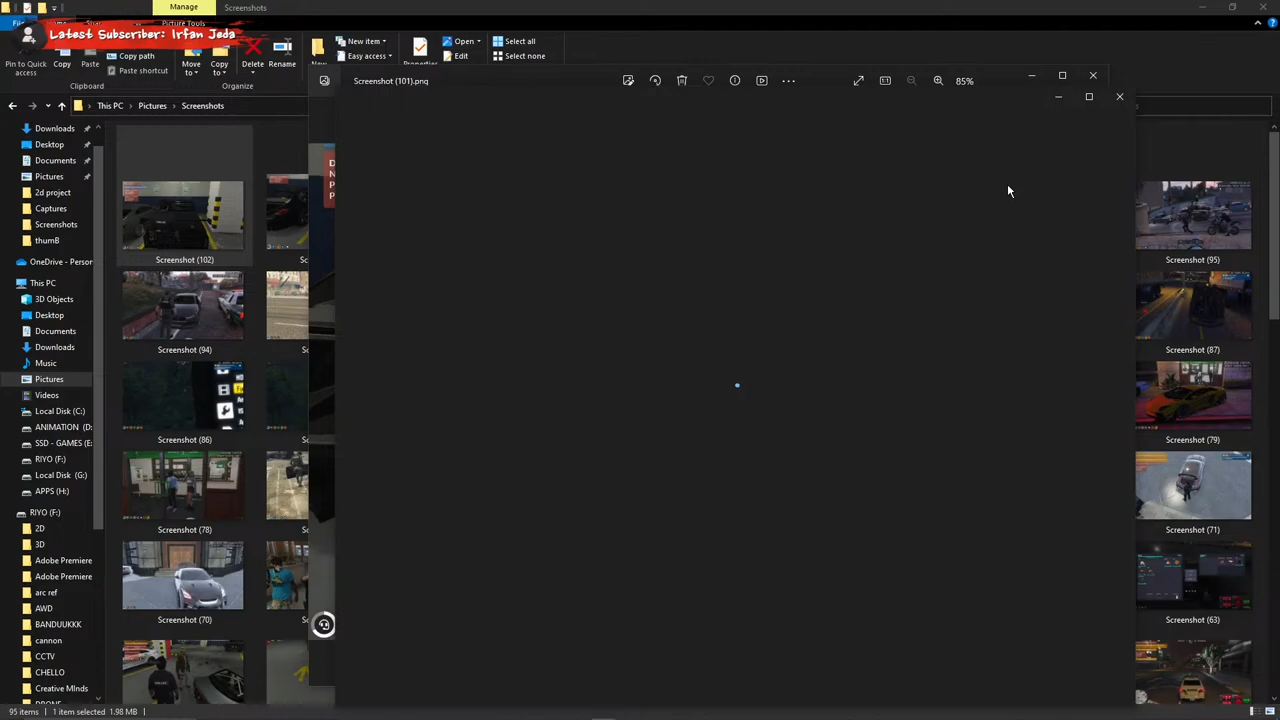 Manage
Screenshots
File
Picture Tools
Latest Subscriber: Irfan Jeda
New item
Open
Select all
Easy access
Edit
Select none
Copy path
Paste shortcut
Pin to Quick
access
Copy
Paste
Move
to
Copy
to
Delete
Rename
Properties
Clipboard
Organize
Screenshot (101).png
85%
This PC
Pictures
Screenshots
Downloads
Desktop
Documents
Pictures
2d project
Captures
Screenshots
thumB
OneDrive - Person
This PC
3D Objects
Desktop
Documents
Downloads
Music
Pictures
Videos
Local Disk (C:)
ANIMATION (D:
SSD - GAMES (E:
RIYO (F:)
Local Disk (G:)
APPS (H:)
RIYO (F:)
2D
3D
Adobe Premiere
Adobe Premiere
arc ref
AWD
BANDUUKKK
cannon
CCTV
CHELLO
Creative MInds
Screenshot (102)
Screenshot (95)
Screenshot (94)
Screenshot (87)
Screenshot (86)
Screenshot (79)
Screenshot (78)
Screenshot (71)
Screenshot (70)
Screenshot (63)
D
N
P
P
95 items
1 item selected
1.98 MB